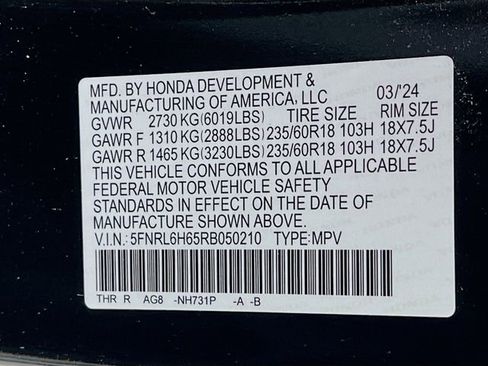 MFD. BY HONDA DEVELOPMENT &
MANUFACTURING OF AMERICA, LLC 03/'24
GVWR 2730 KG(6019LBS) TIRE SIZE RIM SIZE
GAWR F 1310 KG(2888LBS) 235/60R18 103H 18X7.5J
GAWR R 1465 KG(3230LBS) 235/60R18 103H 18X7.5J
THIS VEHICLE CONFORMS TO ALL APPLICABLE
FEDERAL MOTOR VEHICLE SAFETY
STANDARDS IN EFFECT ON THE DATE OF
MANUFACTURE SHOWN ABOVE.
V.I.N.: 5FNRL6H65RB050210 TYPE:MPV
THR R AG8 -NH731P -A -B